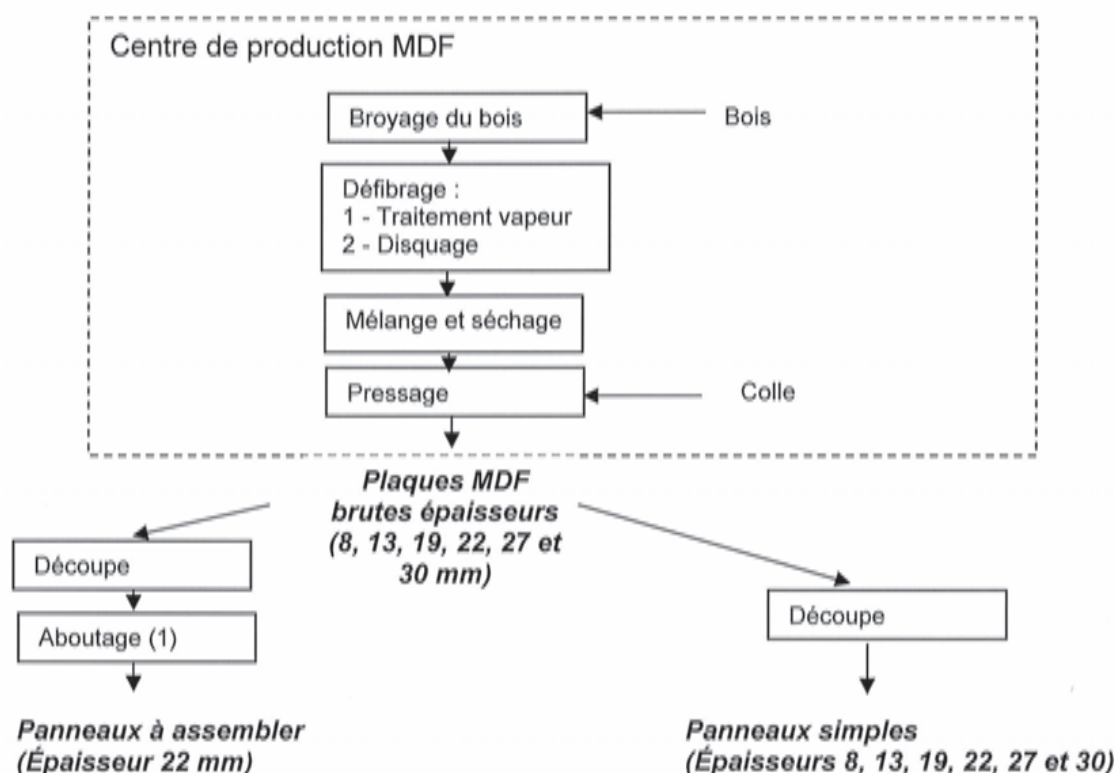 Centre de production MDF
Broyage du bois
Bois
Défibrage :
1 - Traitement vapeur
2 - Disquage
Mélange et séchage
Pressage
Colle
Plaques MDF
brutes épaisseurs
(8, 13, 19, 22, 27 et
30 mm)
Découpe
Aboutage (1)
Découpe
Panneaux à assembler
(Épaisseur 22 mm)
Panneaux simples
(Épaisseurs 8, 13, 19, 22, 27 et 30)